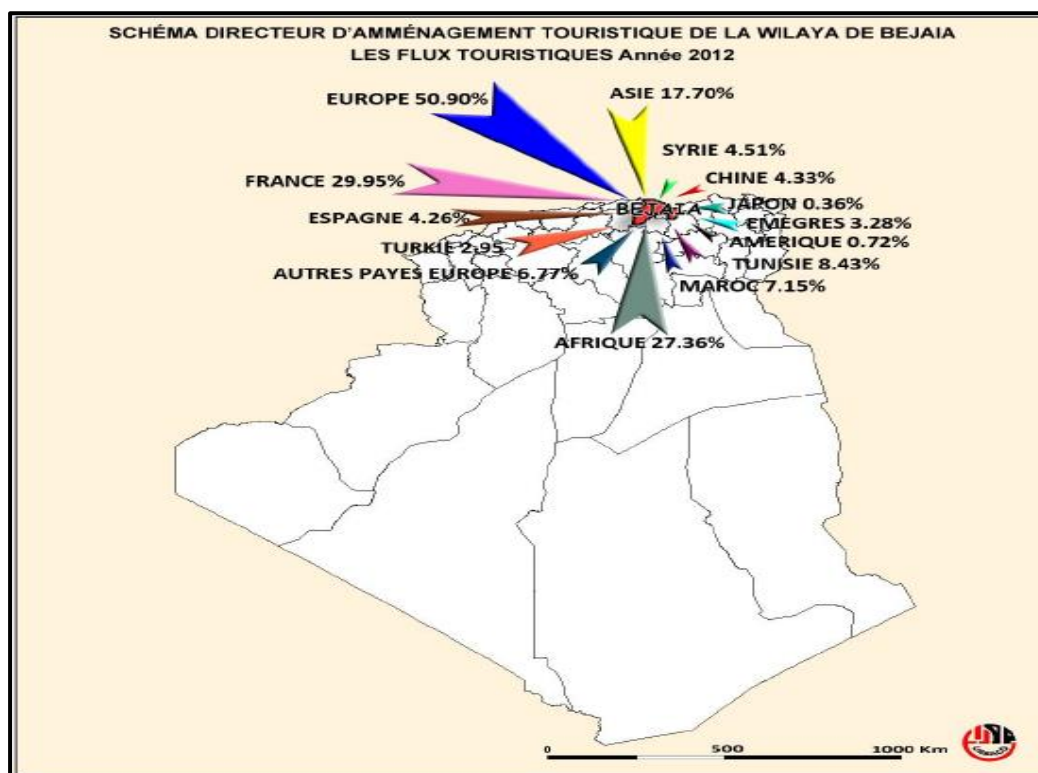 SCHÉMA DIRECTEUR D'AMMÉNAGEMENT TOURISTIQUE DE LA WILAYA DE BEJAIA
LES FLUX TOURISTIQUES Année 2012
EUROPE 50.90%
ASIE 17.70%
SYRIE 4.51%
FRANCE 29.95%
CHINE 4.33%
BÉJAIA
JAPON 0.36%
ESPAGNE 4.26%
EMÈGRES 3.28%
TURKIE 2.95
AMÉRIQUE 0.72%
AUTRES PAYES EUROPE 6.77%
TUNISIE 8.43%
MAROC 7.15%
AFRIQUE 27.36%
0 500 1000 Km